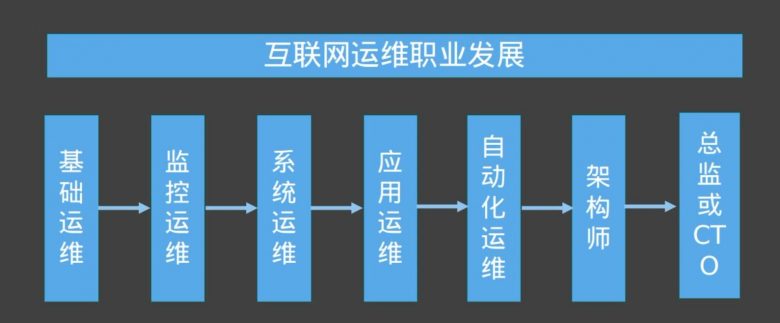 互联网运维职业发展
基础运维
监控运维
系统运维
应用运维
自动化运维
架构师
总监或CTO